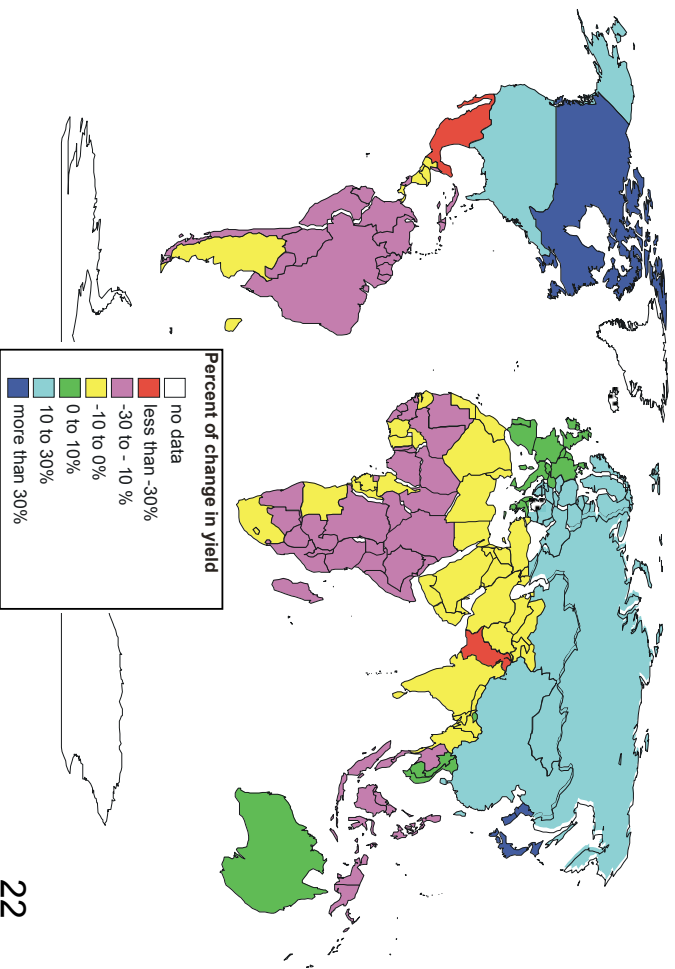 Percent of change in yield
no data
less than -30%
-30 to - 10 %
-10 to 0%
0 to 10%
10 to 30%
more than 30%
22